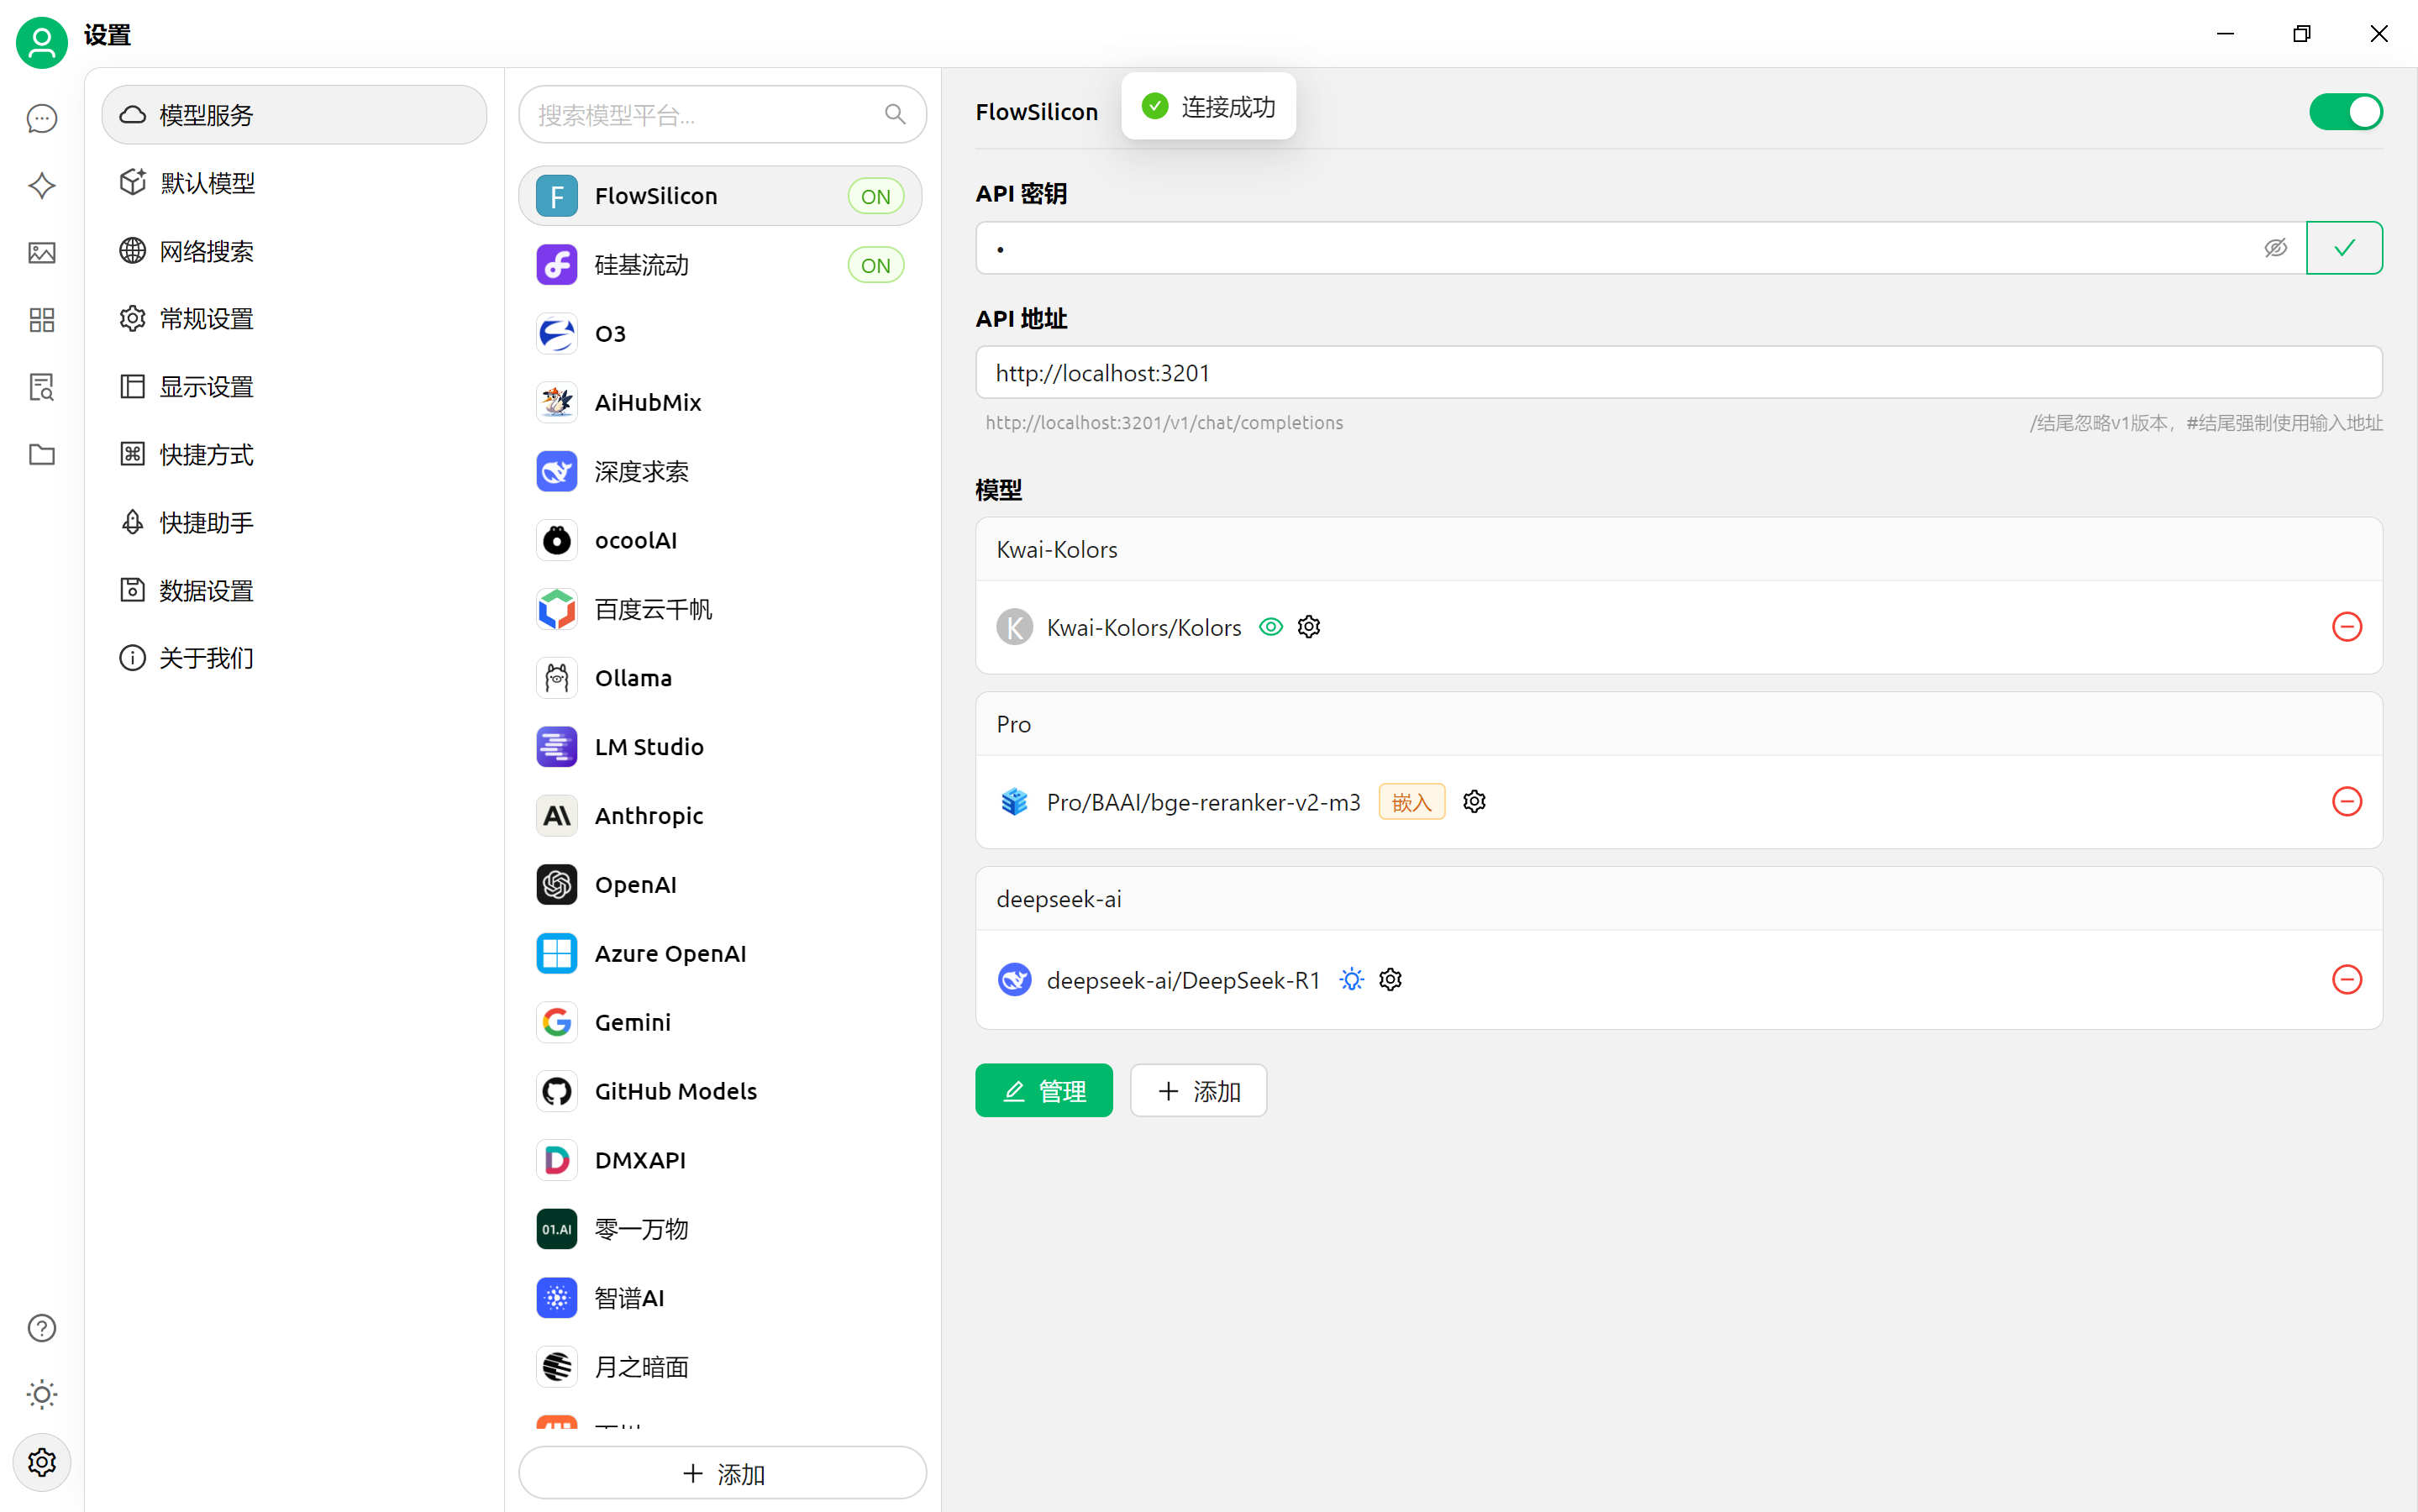 设置
模型服务
默认模型
网络搜索
常规设置
显示设置
快捷方式
快捷助手
数据设置
关于我们
搜索模型平台...
F FlowSilicon ON
硅基流动 ON
O3
AiHubMix
深度求索
ocoolAI
百度云千帆
Ollama
LM Studio
Anthropic
OpenAI
Azure OpenAI
Gemini
GitHub Models
DMXAPI
01.AI 零一万物
智谱AI
月之暗面
添加
FlowSilicon
连接成功
API 密钥
•
API 地址
http://localhost:3201
http://localhost:3201/v1/chat/completions
/结尾忽略v1版本，#结尾强制使用输入地址
模型
Kwai-Kolors
K Kwai-Kolors/Kolors
Pro
Pro/BAAI/bge-reranker-v2-m3 嵌入
deepseek-ai
deepseek-ai/DeepSeek-R1
管理 添加